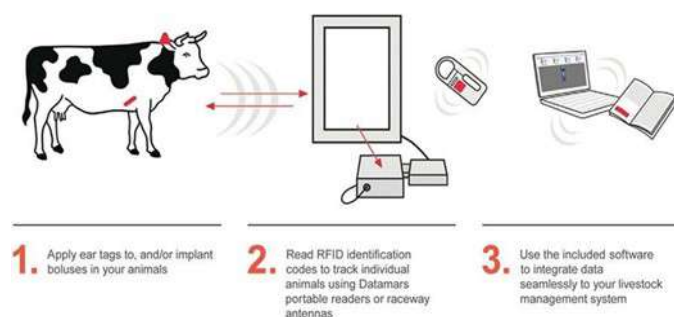 1. Apply ear tags to, and/or implant
boluses in your animals
2. Read RFID identification
codes to track individual
animals using Datamars
portable readers or raceway
antennas
3. Use the included software
to integrate data
seamlessly to your livestock
management system